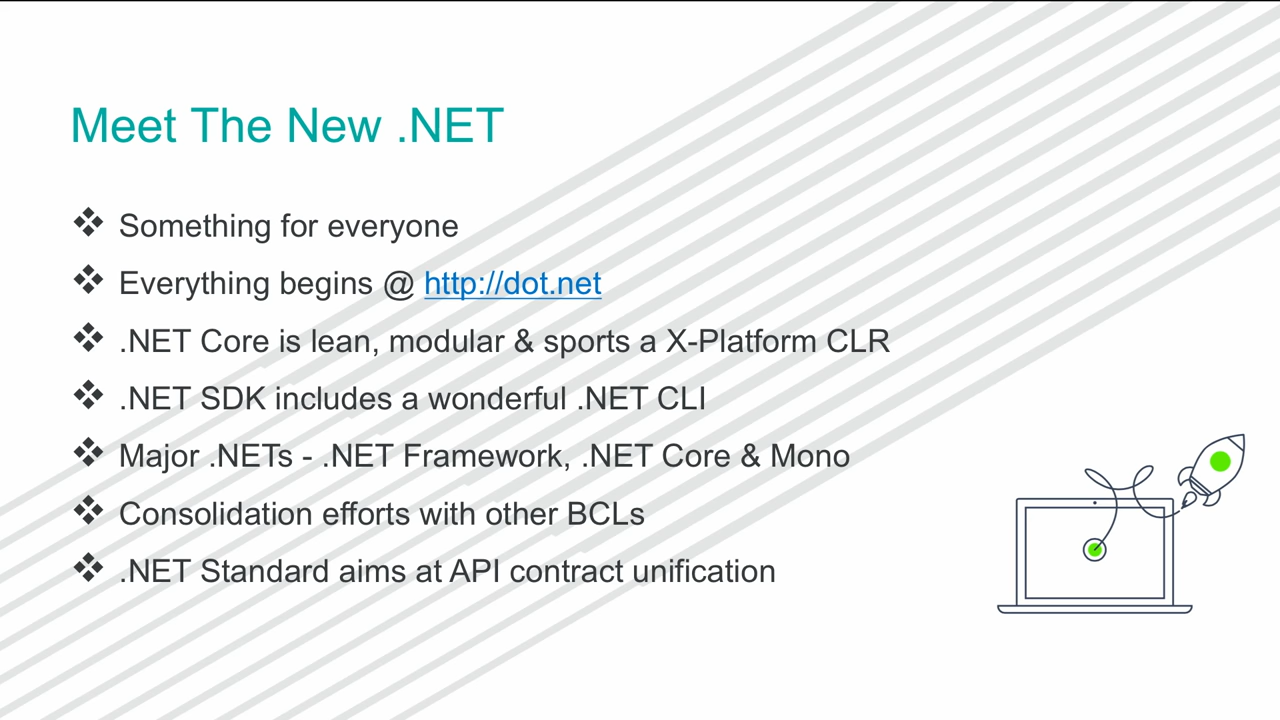 Meet The New .NET
Something for everyone
Everything begins @ http://dot.net
.NET Core is lean, modular & sports a X-Platform CLR
.NET SDK includes a wonderful .NET CLI
Major .NETs - .NET Framework, .NET Core & Mono
Consolidation efforts with other BCLs
.NET Standard aims at API contract unification